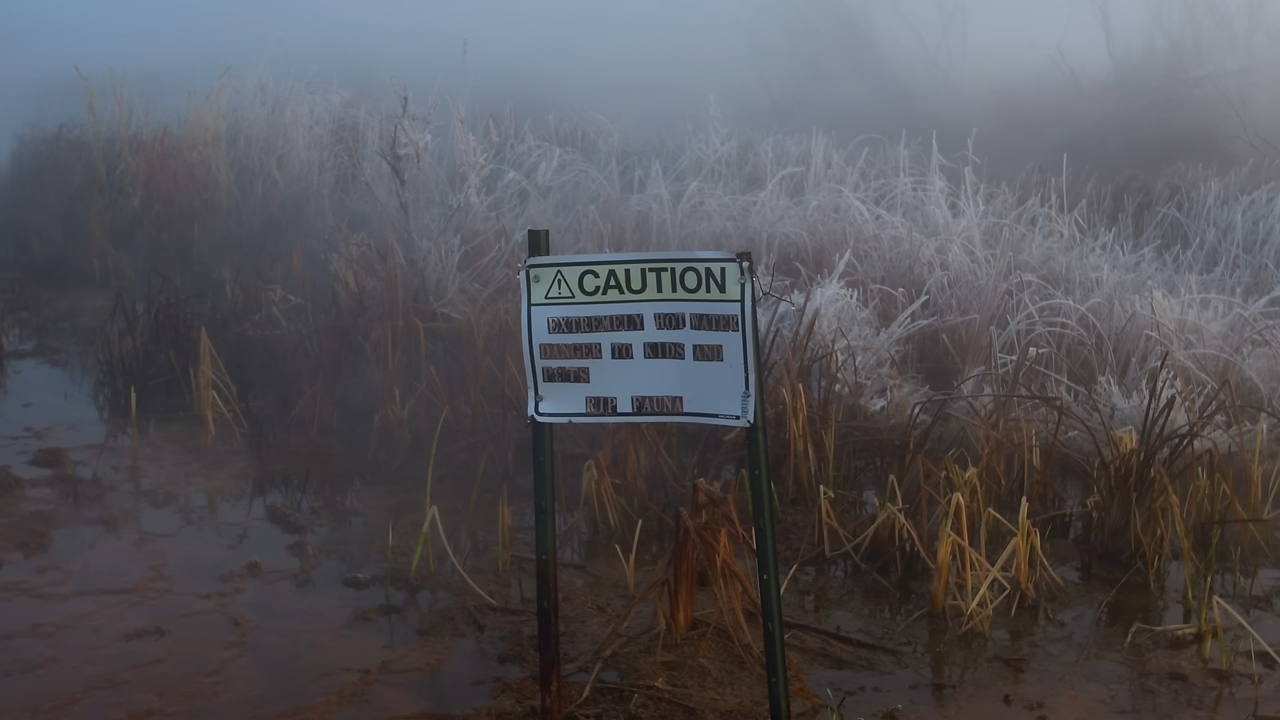 CAUTION
EXTREMELY HOT WATER
DANGER TO KIDS AND
PETS
RIP FAUNA